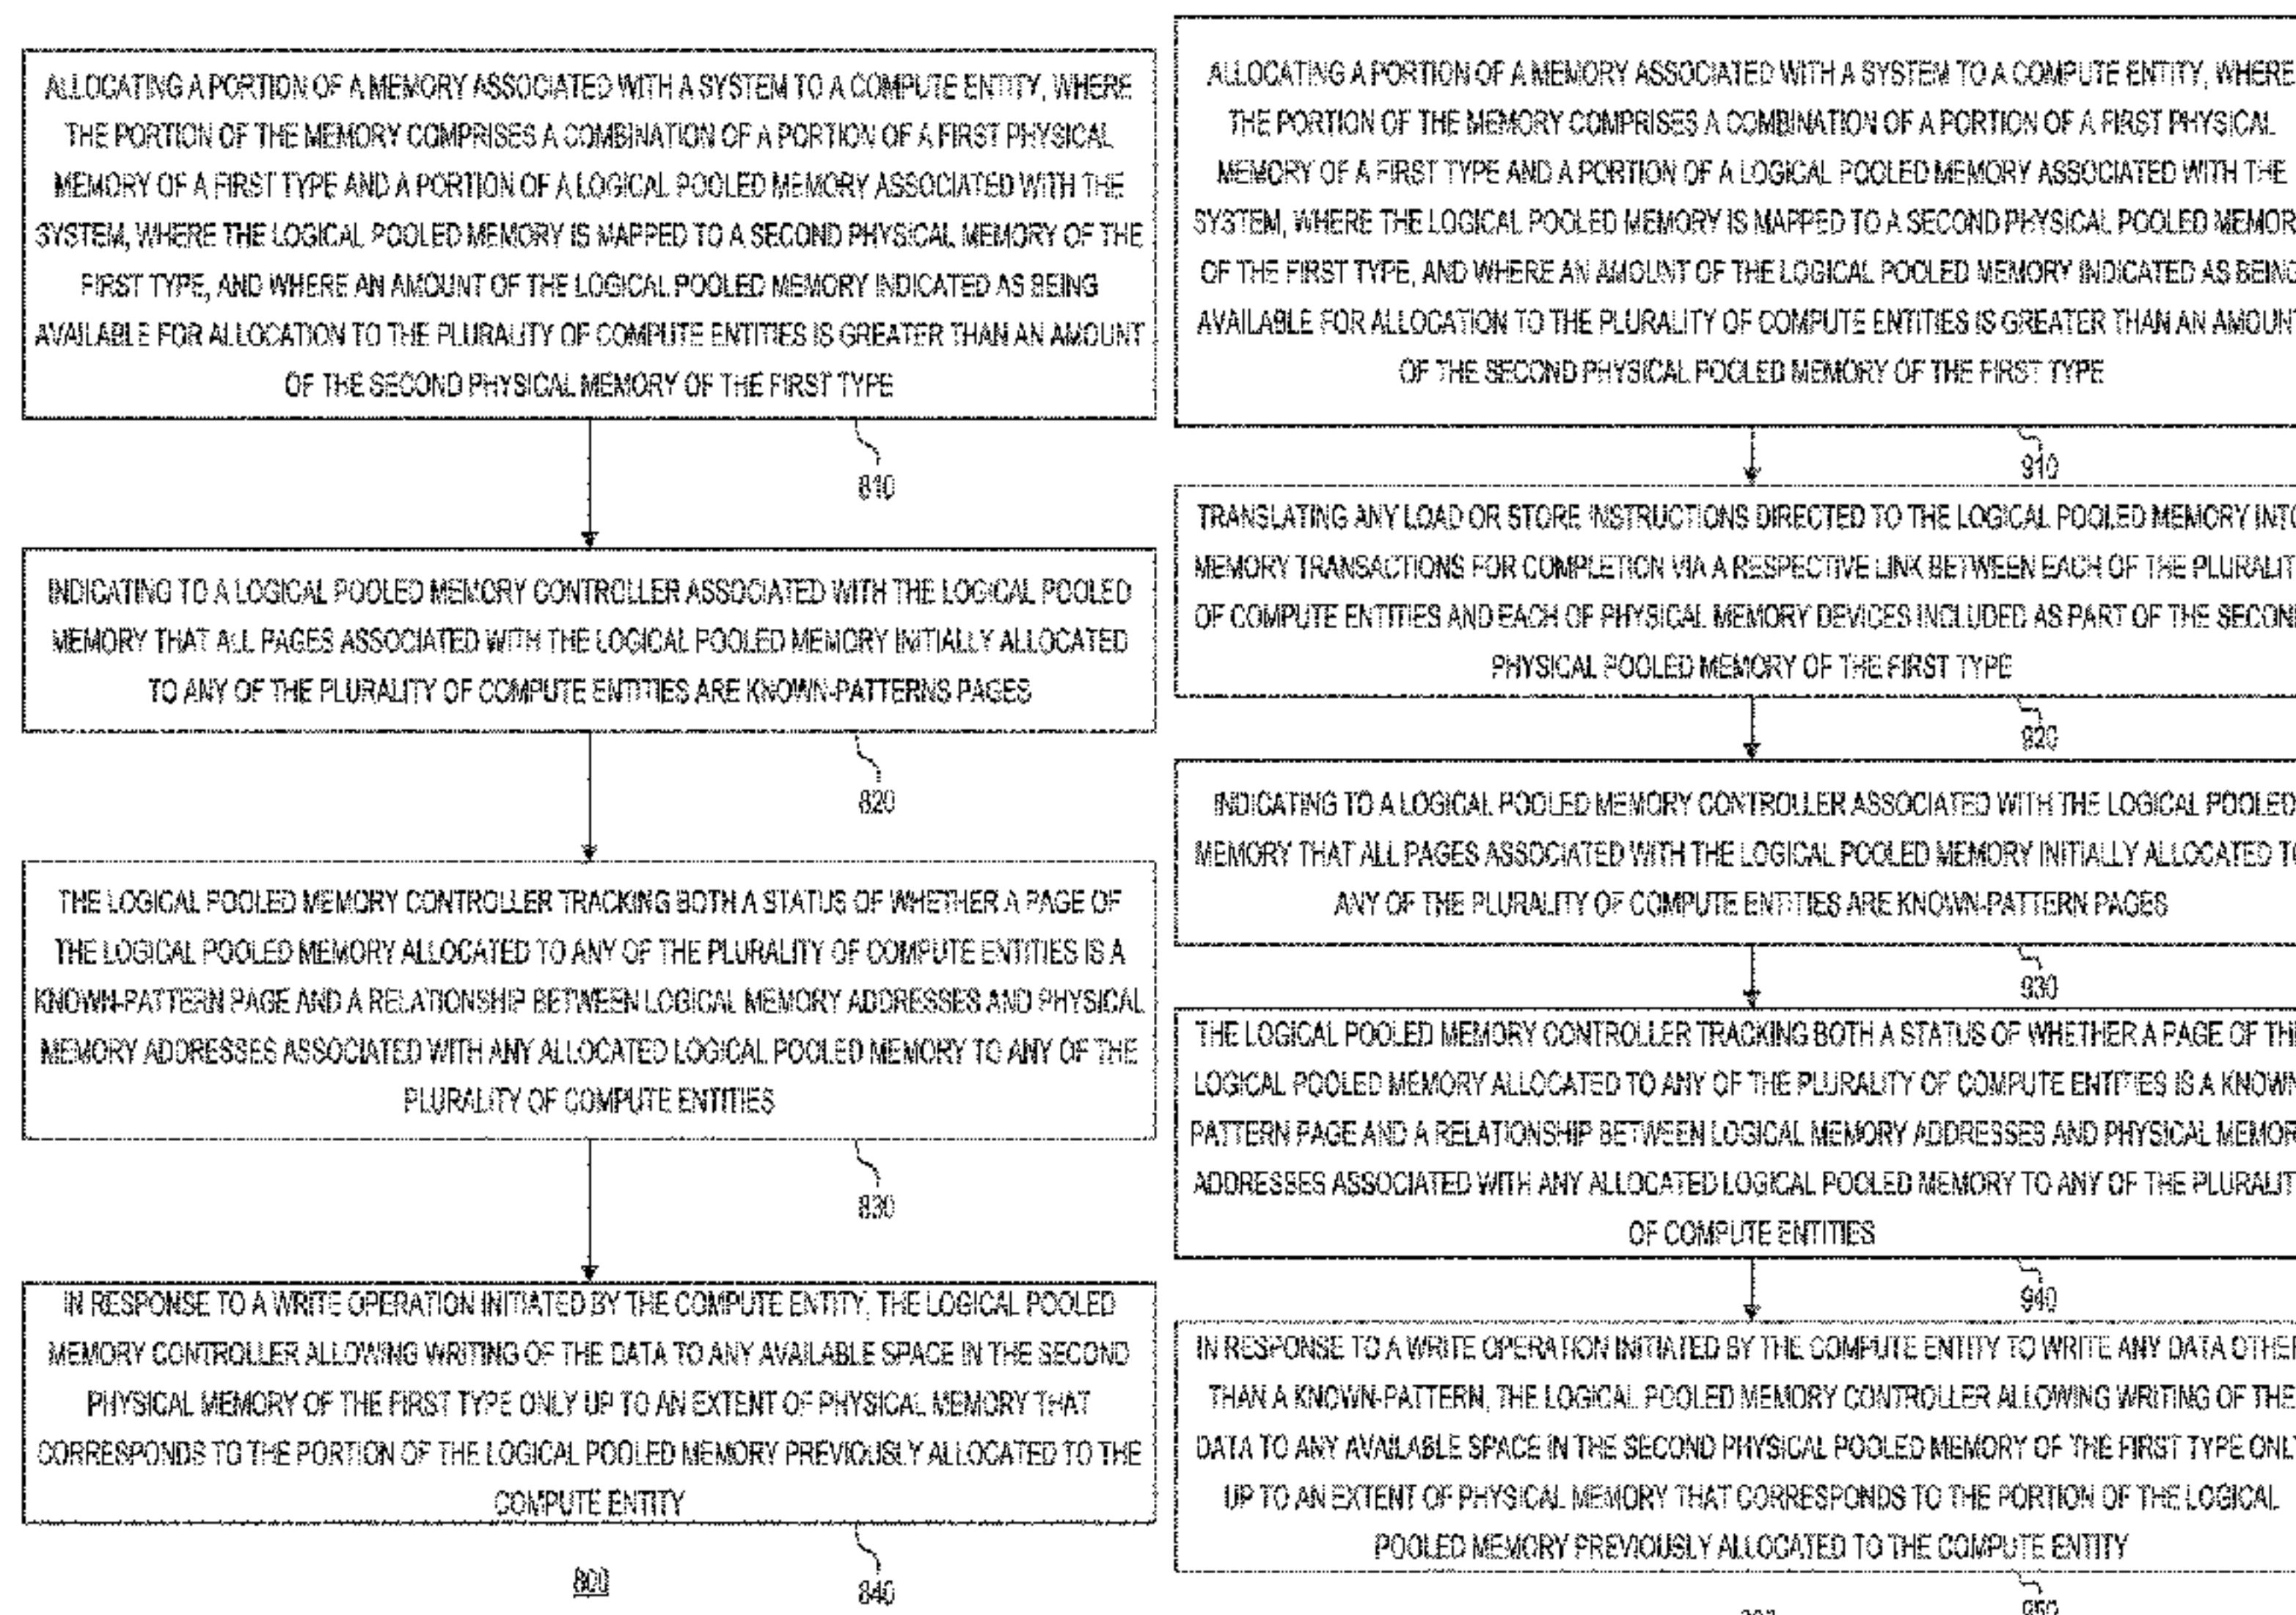 ALLOCATING A PORTION OF A MEMORY ASSOCIATED WITH A SYSTEM TO A COMPUTE ENTITY, WHERE
THE PORTION OF THE MEMORY COMPRISES A COMBINATION OF A PORTION OF A FIRST PHYSICAL
MEMORY OF A FIRST TYPE AND A PORTION OF A LOGICAL POOLED MEMORY ASSOCIATED WITH THE
SYSTEM, WHERE THE LOGICAL POOLED MEMORY IS MAPPED TO A SECOND PHYSICAL MEMORY OF THE
FIRST TYPE, AND WHERE AN AMOUNT OF THE LOGICAL POOLED MEMORY INDICATED AS BEING
AVAILABLE FOR ALLOCATION TO THE PLURALITY OF COMPUTE ENTITIES IS GREATER THAN AN AMOUNT
OF THE SECOND PHYSICAL MEMORY OF THE FIRST TYPE
810
INDICATING TO A LOGICAL POOLED MEMORY CONTROLLER ASSOCIATED WITH THE LOGICAL POOLED
MEMORY THAT ALL PAGES ASSOCIATED WITH THE LOGICAL POOLED MEMORY INITIALLY ALLOCATED
TO ANY OF THE PLURALITY OF COMPUTE ENTITIES ARE KNOWN-PATTERNS PAGES
820
THE LOGICAL POOLED MEMORY CONTROLLER TRACKING BOTH A STATUS OF WHETHER A PAGE OF
THE LOGICAL POOLED MEMORY ALLOCATED TO ANY OF THE PLURALITY OF COMPUTE ENTITIES IS A
KNOWN-PATTERN PAGE AND A RELATIONSHIP BETWEEN LOGICAL MEMORY ADDRESSES AND PHYSICAL
MEMORY ADDRESSES ASSOCIATED WITH ANY ALLOCATED LOGICAL POOLED MEMORY TO ANY OF THE
PLURALITY OF COMPUTE ENTITIES
830
IN RESPONSE TO A WRITE OPERATION INITIATED BY THE COMPUTE ENTITY, THE LOGICAL POOLED
MEMORY CONTROLLER ALLOWING WRITING OF THE DATA TO ANY AVAILABLE SPACE IN THE SECOND
PHYSICAL MEMORY OF THE FIRST TYPE ONLY UP TO AN EXTENT OF PHYSICAL MEMORY THAT
CORRESPONDS TO THE PORTION OF THE LOGICAL POOLED MEMORY PREVIOUSLY ALLOCATED TO THE
COMPUTE ENTITY
840
800
ALLOCATING A PORTION OF A MEMORY ASSOCIATED WITH A SYSTEM TO A COMPUTE ENTITY, WHERE
THE PORTION OF THE MEMORY COMPRISES A COMBINATION OF A PORTION OF A FIRST PHYSICAL
MEMORY OF A FIRST TYPE AND A PORTION OF A LOGICAL POOLED MEMORY ASSOCIATED WITH THE
SYSTEM, WHERE THE LOGICAL POOLED MEMORY IS MAPPED TO A SECOND PHYSICAL POOLED MEMOR
OF THE FIRST TYPE, AND WHERE AN AMOUNT OF THE LOGICAL POOLED MEMORY INDICATED AS BEING
AVAILABLE FOR ALLOCATION TO THE PLURALITY OF COMPUTE ENTITIES IS GREATER THAN AN AMOUNT
OF THE SECOND PHYSICAL POOLED MEMORY OF THE FIRST TYPE
910
TRANSLATING ANY LOAD OR STORE INSTRUCTIONS DIRECTED TO THE LOGICAL POOLED MEMORY INTO
MEMORY TRANSACTIONS FOR COMPLETION VIA A RESPECTIVE LINK BETWEEN EACH OF THE PLURALIT
OF COMPUTE ENTITIES AND EACH OF PHYSICAL MEMORY DEVICES INCLUDED AS PART OF THE SECON
PHYSICAL POOLED MEMORY OF THE FIRST TYPE
920
INDICATING TO A LOGICAL POOLED MEMORY CONTROLLER ASSOCIATED WITH THE LOGICAL POOLED
MEMORY THAT ALL PAGES ASSOCIATED WITH THE LOGICAL POOLED MEMORY INITIALLY ALLOCATED TO
ANY OF THE PLURALITY OF COMPUTE ENTITIES ARE KNOWN-PATTERN PAGES
930
THE LOGICAL POOLED MEMORY CONTROLLER TRACKING BOTH A STATUS OF WHETHER A PAGE OF THE
LOGICAL POOLED MEMORY ALLOCATED TO ANY OF THE PLURALITY OF COMPUTE ENTITIES IS A KNOWN
PATTERN PAGE AND A RELATIONSHIP BETWEEN LOGICAL MEMORY ADDRESSES AND PHYSICAL MEMOR
ADDRESSES ASSOCIATED WITH ANY ALLOCATED LOGICAL POOLED MEMORY TO ANY OF THE PLURALIT
OF COMPUTE ENTITIES
940
IN RESPONSE TO A WRITE OPERATION INITIATED BY THE COMPUTE ENTITY TO WRITE ANY DATA OTHER
THAN A KNOWN-PATTERN, THE LOGICAL POOLED MEMORY CONTROLLER ALLOWING WRITING OF THE
DATA TO ANY AVAILABLE SPACE IN THE SECOND PHYSICAL POOLED MEMORY OF THE FIRST TYPE ONL
UP TO AN EXTENT OF PHYSICAL MEMORY THAT CORRESPONDS TO THE PORTION OF THE LOGICAL
POOLED MEMORY PREVIOUSLY ALLOCATED TO THE COMPUTE ENTITY
950